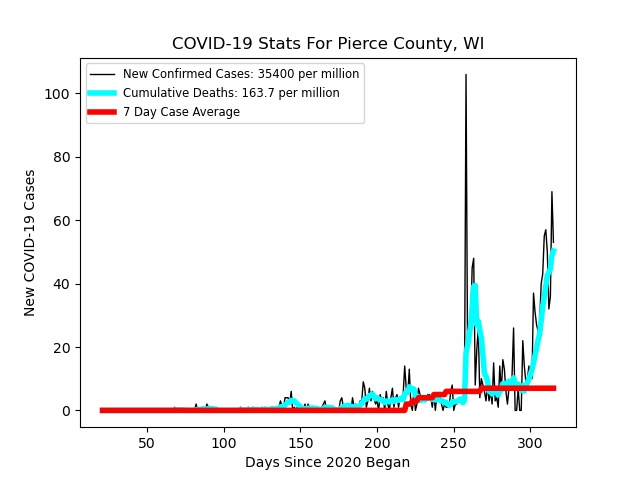 COVID-19 Stats For Pierce County, WI
New Confirmed Cases: 35400 per million
Cumulative Deaths: 163.7 per million
7 Day Case Average
100
80
60
40
20
0
New COVID-19 Cases
50 100 150 200 250 300
Days Since 2020 Began